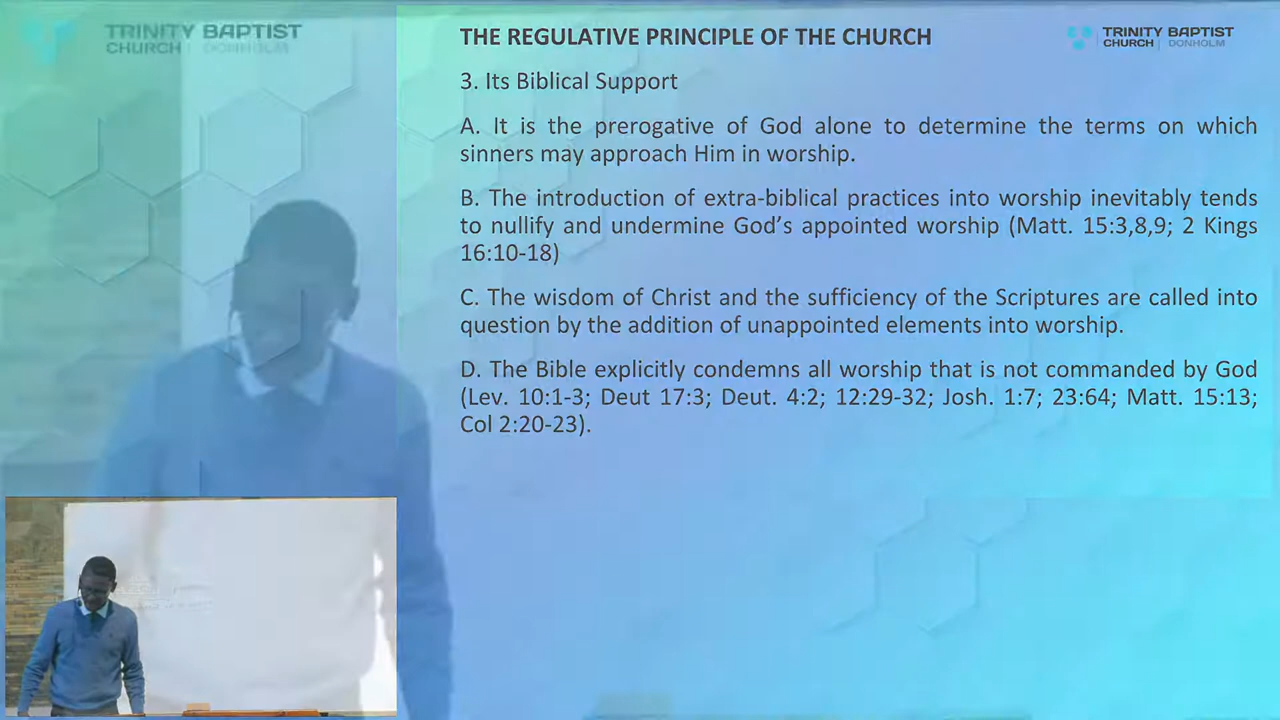 TRINITY BAPTIST
CHURCH | DONHOLM
THE REGULATIVE PRINCIPLE OF THE CHURCH
TRINITY BAPTIST
CHURCH | DONHOLM
3. Its Biblical Support
A. It is the prerogative of God alone to determine the terms on which
sinners may approach Him in worship.
B. The introduction of extra-biblical practices into worship inevitably tends
to nullify and undermine God’s appointed worship (Matt. 15:3,8,9; 2 Kings
16:10-18)
C. The wisdom of Christ and the sufficiency of the Scriptures are called into
question by the addition of unappointed elements into worship.
D. The Bible explicitly condemns all worship that is not commanded by God
(Lev. 10:1-3; Deut 17:3; Deut. 4:2; 12:29-32; Josh. 1:7; 23:64; Matt. 15:13;
Col 2:20-23).